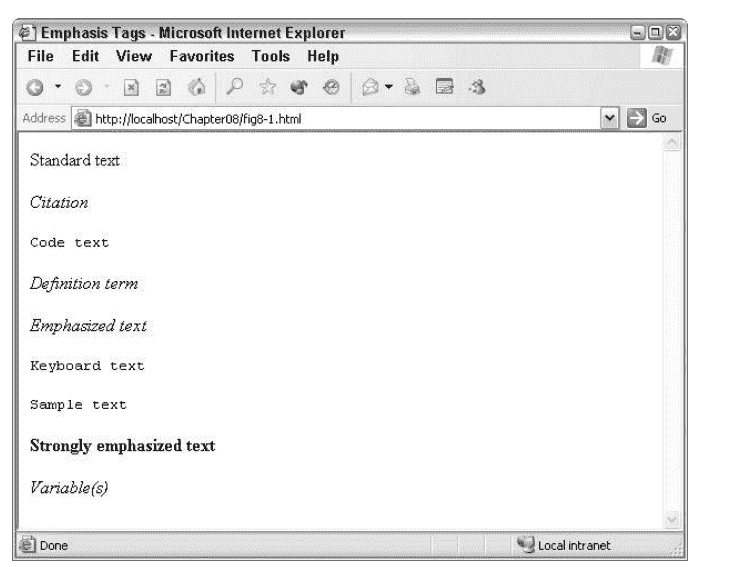 Emphasis Tags - Microsoft Internet Explorer
File Edit View Favorites Tools Help
Address http://localhost/Chapter08/fig8-1.html Go
Standard text
Citation
Code text
Definition term
Emphasized text
Keyboard text
Sample text
Strongly emphasized text
Variable(s)
Done Local intranet